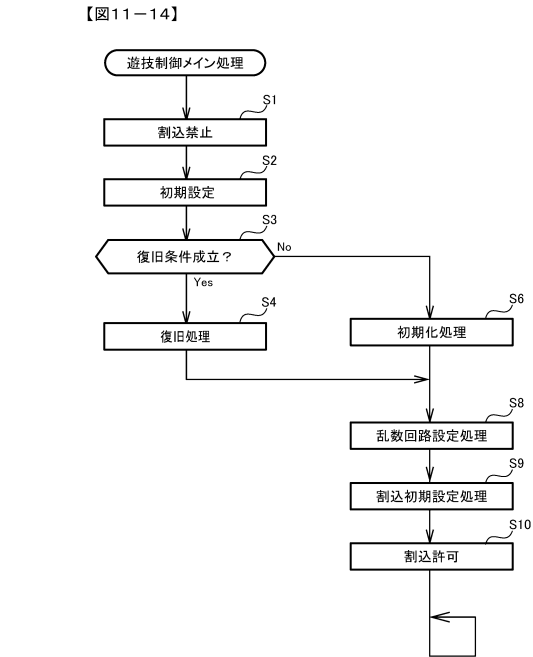 【図11-14】
遊技制御メイン処理
S1
割込禁止
S2
初期設定
S3
復旧条件成立？
No
Yes
S4
復旧処理
S6
初期化処理
S8
乱数回路設定処理
S9
割込初期設定処理
S10
割込許可